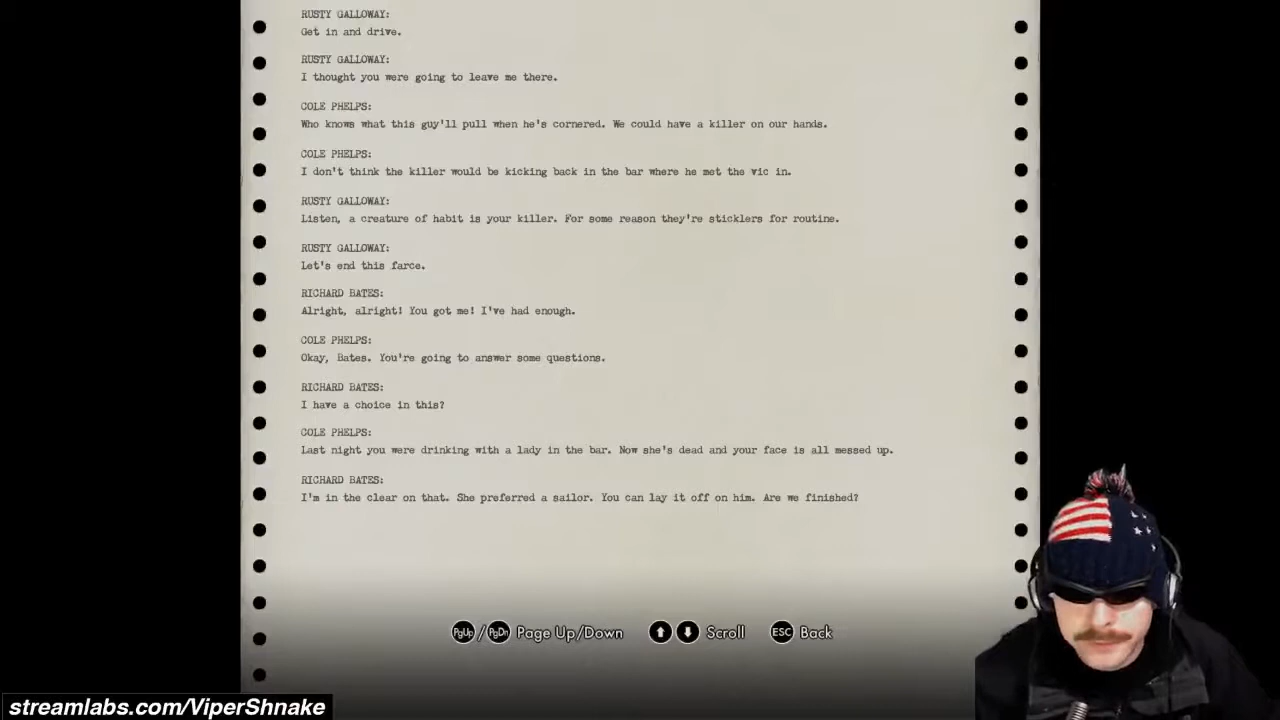 RUSTY GALLOWAY:
Get in and drive.
RUSTY GALLOWAY:
I thought you were going to leave me there.
COLE PHELPS:
Who knows what this guy'll pull when he's cornered. We could have a killer on our hands.
COLE PHELPS:
I don't think the killer would be kicking back in the bar where he met the vic in.
RUSTY GALLOWAY:
Listen, a creature of habit is your killer. For some reason they're sticklers for routine.
RUSTY GALLOWAY:
Let's end this farce.
RICHARD BATES:
Alright, alright! You got me! I've had enough.
COLE PHELPS:
Okay, Bates. You're going to answer some questions.
RICHARD BATES:
I have a choice in this?
COLE PHELPS:
Last night you were drinking with a lady in the bar. Now she's dead and your face is all messed up.
RICHARD BATES:
I'm in the clear on that. She preferred a sailor. You can lay it off on him. Are we finished?
PgUp / PgDn Page Up/Down Scroll ESC Back
streamlabs.com/ViperShnake